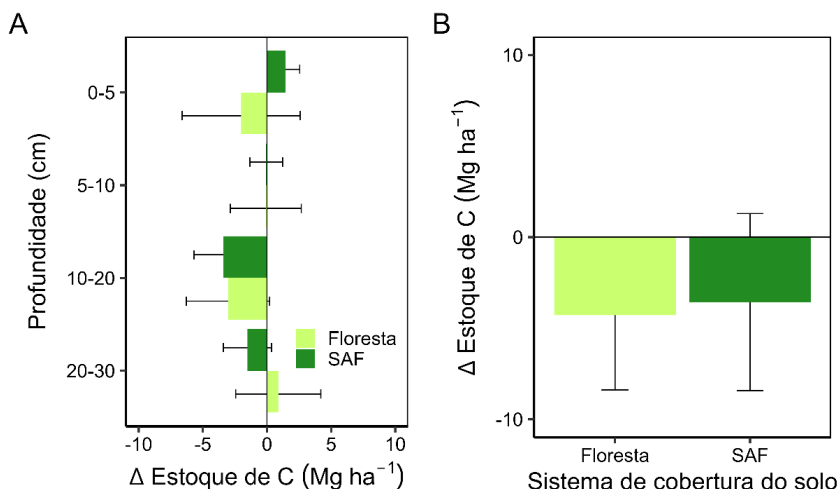 A
Profundidade (cm)
0-5
5-10
10-20
20-30
Floresta
SAF
-10
-5
0
5
10
Δ Estoque de C (Mg ha⁻¹)
B
Δ Estoque de C (Mg ha⁻¹)
10
0
-10
Floresta
SAF
Sistema de cobertura do solo